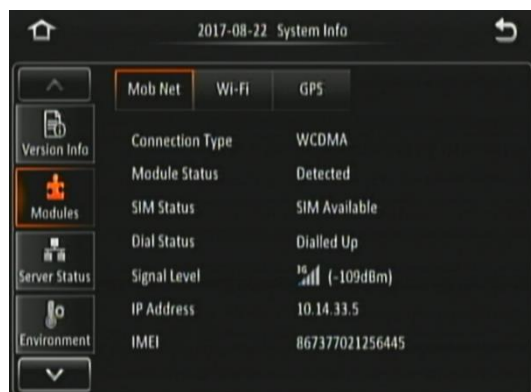 2017-08-22 System Info
Mob Net Wi-Fi GPS
Version Info
Modules
Server Status
Environment
Connection Type WCDMA
Module Status Detected
SIM Status SIM Available
Dial Status Dialled Up
Signal Level 3G (-109dBm)
IP Address 10.14.33.5
IMEI 867377021256445